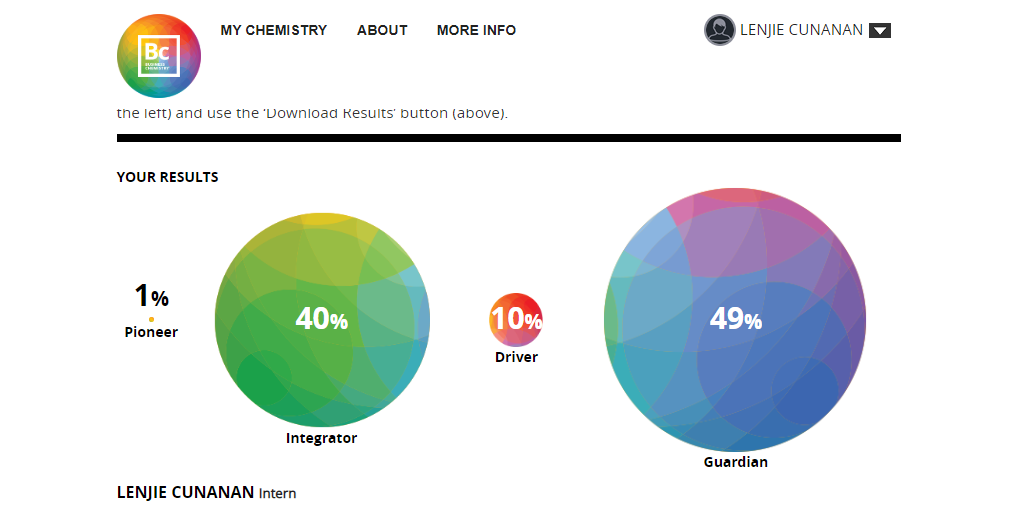 Bc
BUSINESS
CHEMISTRY
MY CHEMISTRY ABOUT MORE INFO
LENJIE CUNANAN
the left) and use the 'Download Results' button (above).
YOUR RESULTS
1%
Pioneer
40%
Integrator
10%
Driver
49%
Guardian
LENJIE CUNANAN Intern